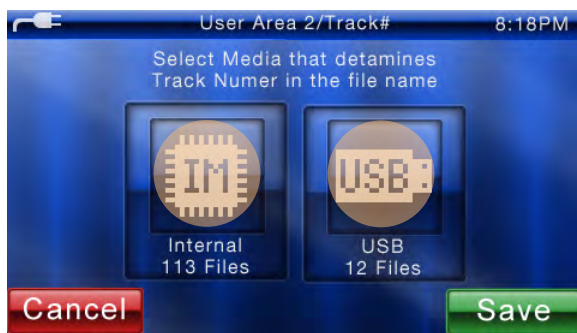 User Area 2/Track#
8:18PM
Select Media that detamines
Track Numer in the file name
IM
USB
Internal
113 Files
USB
12 Files
Cancel
Save